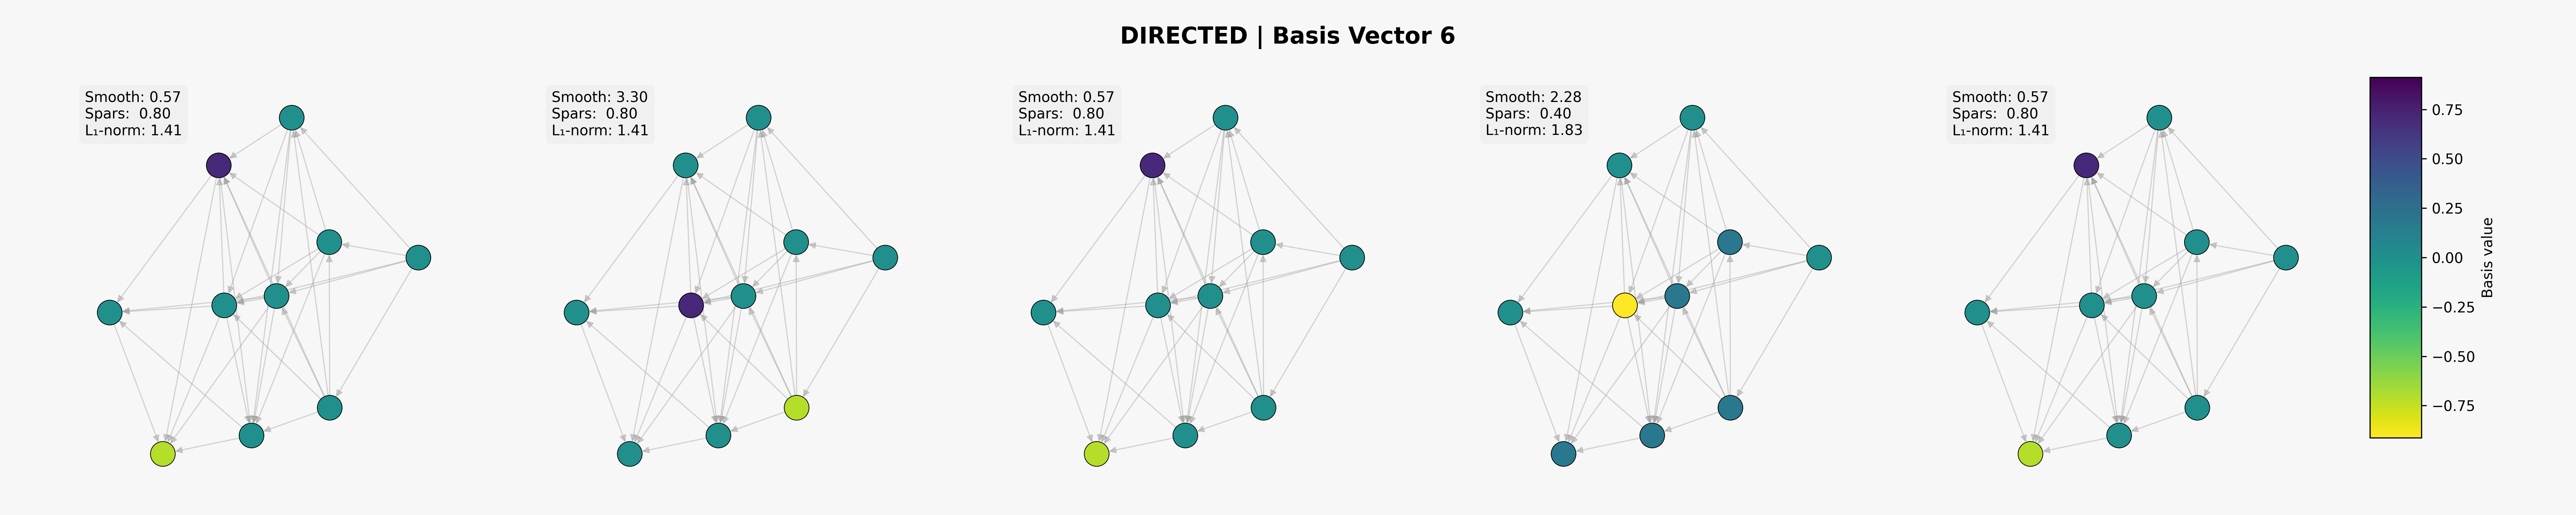 DIRECTED | Basis Vector 6
Smooth: 0.57
Spars:  0.80
L₁-norm: 1.41
Smooth: 3.30
Spars:  0.80
L₁-norm: 1.41
Smooth: 0.57
Spars:  0.80
L₁-norm: 1.41
Smooth: 2.28
Spars:  0.40
L₁-norm: 1.83
Smooth: 0.57
Spars:  0.80
L₁-norm: 1.41
0.75
0.50
0.25
0.00
−0.25
−0.50
−0.75
Basis value